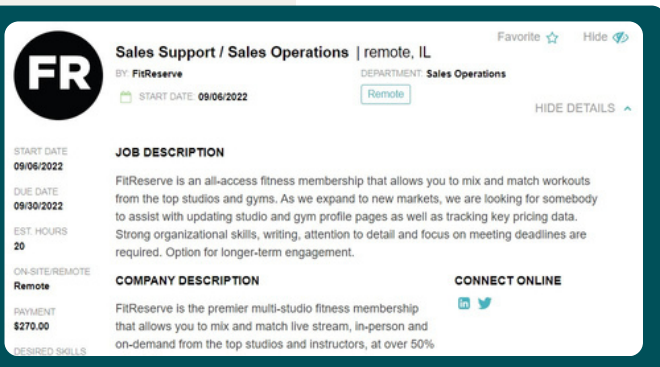 Favorite Hide
FR
Sales Support / Sales Operations | remote, IL
BY: FitReserve
DEPARTMENT: Sales Operations
START DATE: 09/06/2022
Remote
HIDE DETAILS
START DATE
09/06/2022
DUE DATE
09/30/2022
EST. HOURS
20
ON-SITE/REMOTE
Remote
PAYMENT
$270.00
DESIRED SKILLS
JOB DESCRIPTION
FitReserve is an all-access fitness membership that allows you to mix and match workouts
from the top studios and gyms. As we expand to new markets, we are looking for somebody
to assist with updating studio and gym profile pages as well as tracking key pricing data.
Strong organizational skills, writing, attention to detail and focus on meeting deadlines are
required. Option for longer-term engagement.
COMPANY DESCRIPTION
FitReserve is the premier multi-studio fitness membership
that allows you to mix and match live stream, in-person and
on-demand from the top studios and instructors, at over 50%
CONNECT ONLINE
in